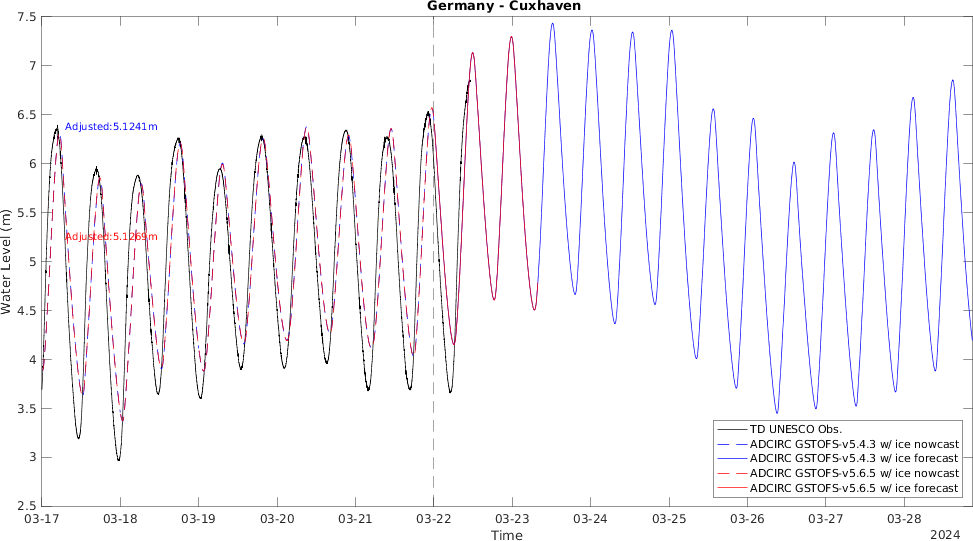 Germany - Cuxhaven
7.5
7
6.5
6
5.5
5
4.5
4
3.5
3
2.5
Water Level (m)
Adjusted:5.1241m
Adjusted:5.1269m
TD UNESCO Obs.
ADCIRC GSTOFS-v5.4.3 w/ ice nowcast
ADCIRC GSTOFS-v5.4.3 w/ ice forecast
ADCIRC GSTOFS-v5.6.5 w/ ice nowcast
ADCIRC GSTOFS-v5.6.5 w/ ice forecast
03-17 03-18 03-19 03-20 03-21 03-22 03-23 03-24 03-25 03-26 03-27 03-28
Time
2024